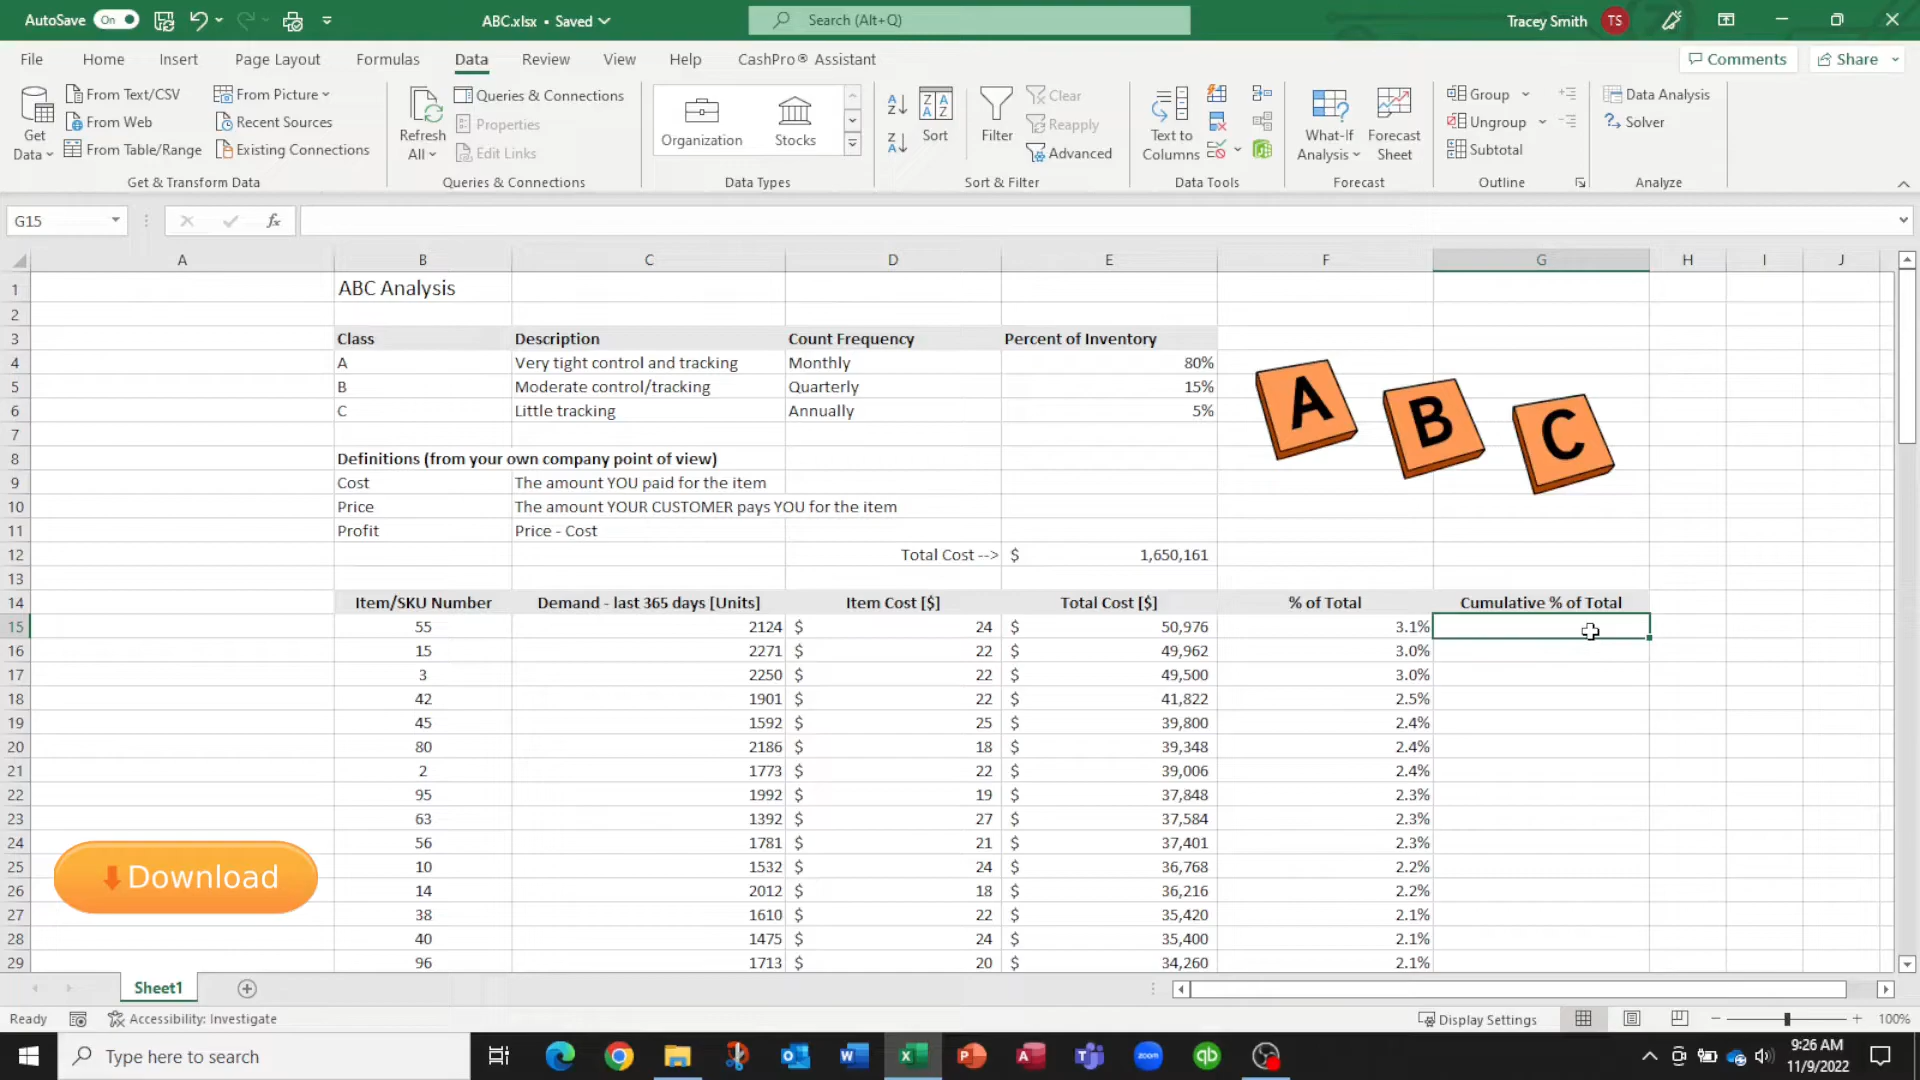 AutoSave On ABC.xlsx • Saved Search (Alt+Q) Tracey Smith TS
File Home Insert Page Layout Formulas Data Review View Help CashPro® Assistant Comments Share
Get Data From Text/CSV From Web From Table/Range From Picture Recent Sources Existing Connections
Refresh All Queries & Connections Properties Edit Links
Organization Stocks
Sort Filter Clear Reapply Advanced
Text to Columns What-If Analysis Forecast Sheet
Group Ungroup Subtotal Data Analysis Solver
Get & Transform Data Queries & Connections Data Types Sort & Filter Data Tools Forecast Outline Analyze
G15 fx
A B C D E F G H I J
1 ABC Analysis
2
3 Class Description Count Frequency Percent of Inventory
4 A Very tight control and tracking Monthly 80%
5 B Moderate control/tracking Quarterly 15%
6 C Little tracking Annually 5%
A B C
7
8 Definitions (from your own company point of view)
9 Cost The amount YOU paid for the item
10 Price The amount YOUR CUSTOMER pays YOU for the item
11 Profit Price - Cost
12 Total Cost --> $ 1,650,161
13
14 Item/SKU Number Demand - last 365 days [Units] Item Cost [$] Total Cost [$] % of Total Cumulative % of Total
15 55 2124 $ 24 $ 50,976 3.1%
16 15 2271 $ 22 $ 49,962 3.0%
17 3 2250 $ 22 $ 49,500 3.0%
18 42 1901 $ 22 $ 41,822 2.5%
19 45 1592 $ 25 $ 39,800 2.4%
20 80 2186 $ 18 $ 39,348 2.4%
21 2 1773 $ 22 $ 39,006 2.4%
22 95 1992 $ 19 $ 37,848 2.3%
23 63 1392 $ 27 $ 37,584 2.3%
24 56 1781 $ 21 $ 37,401 2.3%
25 10 1532 $ 24 $ 36,768 2.2%
26 14 2012 $ 18 $ 36,216 2.2%
27 38 1610 $ 22 $ 35,420 2.1%
28 40 1475 $ 24 $ 35,400 2.1%
29 96 1713 $ 20 $ 34,260 2.1%
Download
Sheet1
Ready Accessibility: Investigate Display Settings 100%
Type here to search
9:26 AM
11/9/2022